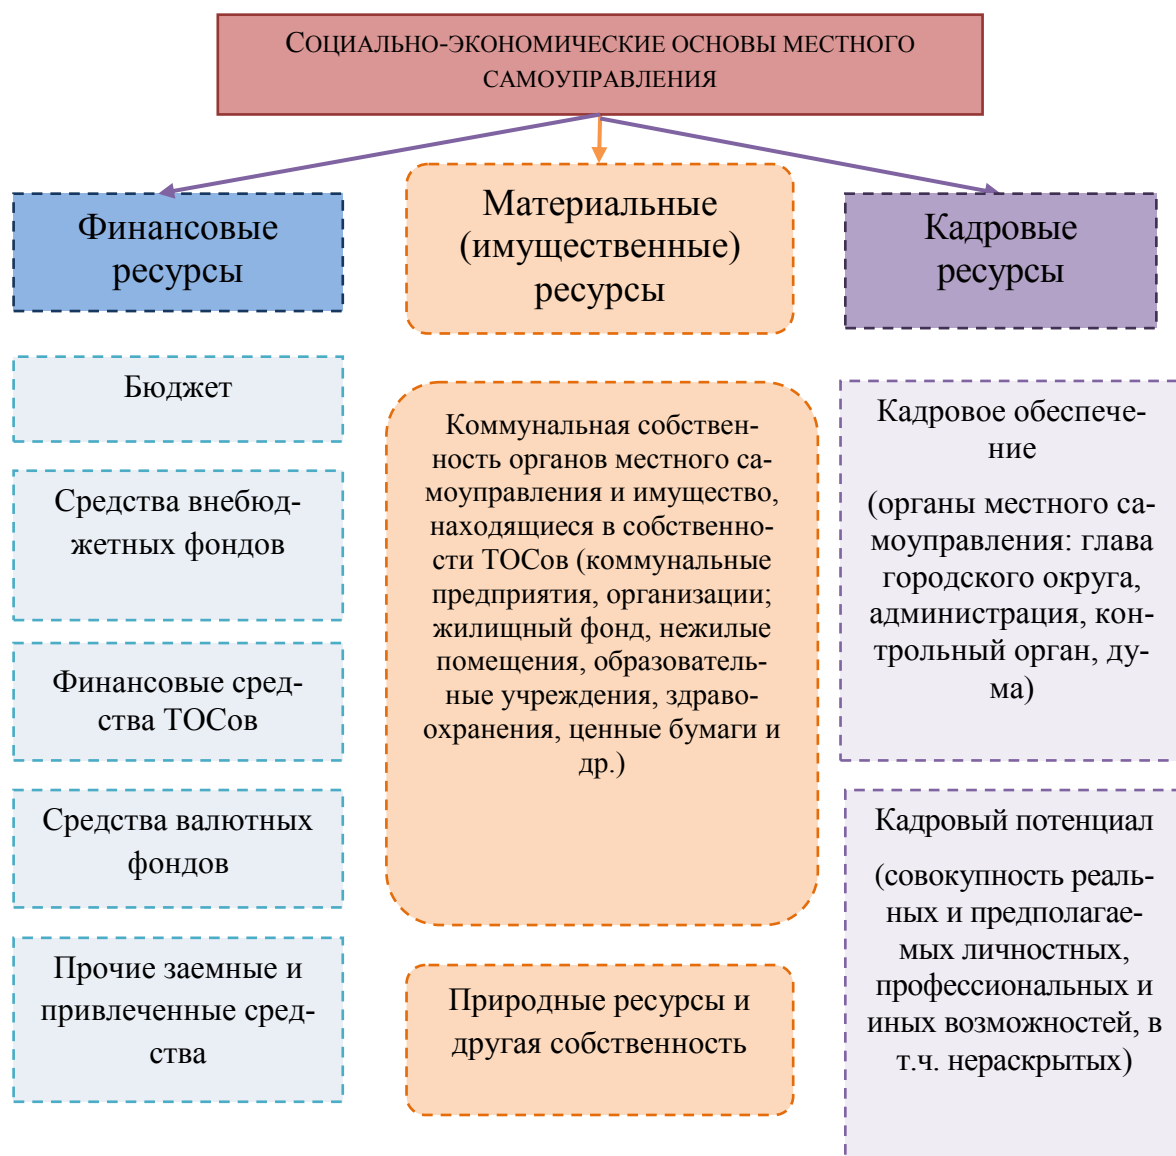 СОЦИАЛЬНО-ЭКОНОМИЧЕСКИЕ ОСНОВЫ МЕСТНОГО
САМОУПРАВЛЕНИЯ
Финансовые
ресурсы
Бюджет
Средства внебюд-
жетных фондов
Финансовые сред-
ства ТОСов
Средства валютных
фондов
Прочие заемные и
привлеченные сред-
ства
Материальные
(имущественные)
ресурсы
Коммунальная собствен-
ность органов местного са-
моуправления и имущество,
находящиеся в собственно-
сти ТОСов (коммунальные
предприятия, организации;
жилищный фонд, нежилые
помещения, образователь-
ные учреждения, здраво-
охранения, ценные бумаги и
др.)
Природные ресурсы и
другая собственность
Кадровые
ресурсы
Кадровое обеспече-
ние
(органы местного са-
моуправления: глава
городского округа,
администрация, кон-
трольный орган, ду-
ма)
Кадровый потенциал
(совокупность реаль-
ных и предполагае-
мых личностных,
профессиональных и
иных возможностей, в
т.ч. нераскрытых)